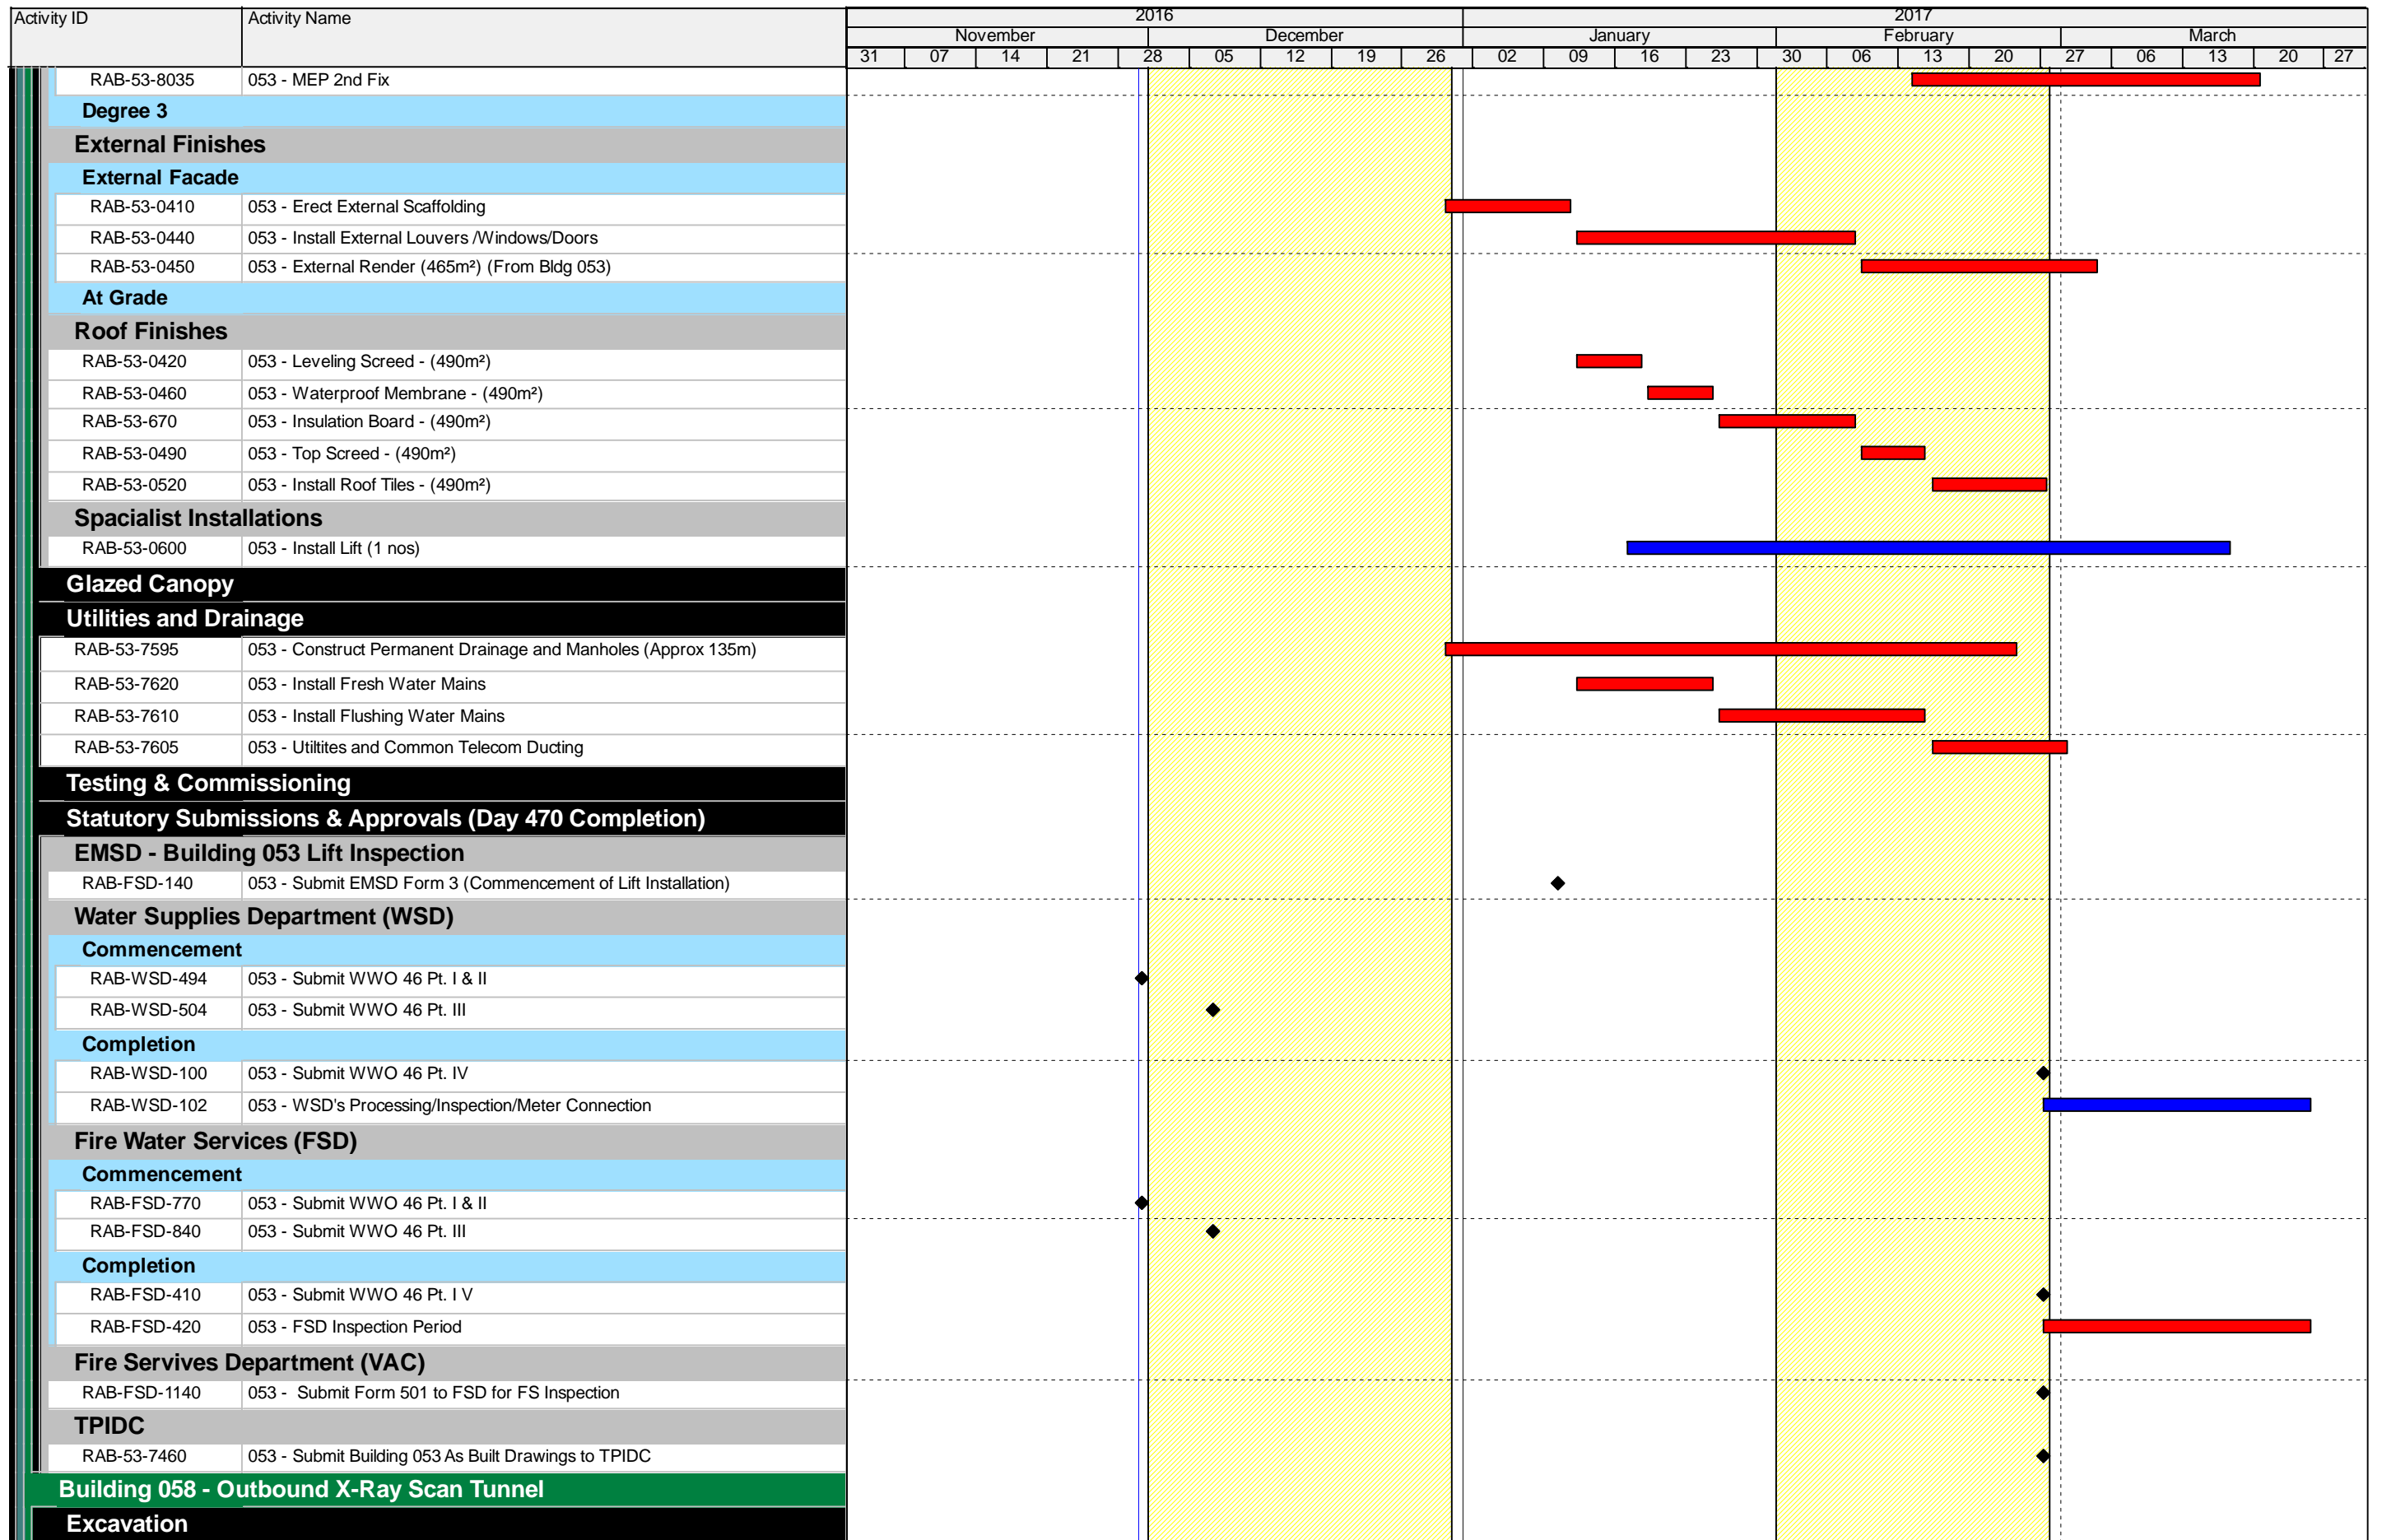 Activity ID Activity Name 2016 2017
November December January February March
31 07 14 21 28 05 12 19 26 02 09 16 23 30 06 13 20 27 06 13 20 27
RAB-53-8035 053 - MEP 2nd Fix
Degree 3
External Finishes
External Facade
RAB-53-0410 053 - Erect External Scaffolding
RAB-53-0440 053 - Install External Louvers /Windows/Doors
RAB-53-0450 053 - External Render (465m²) (From Bldg 053)
At Grade
Roof Finishes
RAB-53-0420 053 - Leveling Screed - (490m²)
RAB-53-0460 053 - Waterproof Membrane - (490m²)
RAB-53-670 053 - Insulation Board - (490m²)
RAB-53-0490 053 - Top Screed - (490m²)
RAB-53-0520 053 - Install Roof Tiles - (490m²)
Spacialist Installations
RAB-53-0600 053 - Install Lift (1 nos)
Glazed Canopy
Utilities and Drainage
RAB-53-7595 053 - Construct Permanent Drainage and Manholes (Approx 135m)
RAB-53-7620 053 - Install Fresh Water Mains
RAB-53-7610 053 - Install Flushing Water Mains
RAB-53-7605 053 - Utiltites and Common Telecom Ducting
Testing & Commissioning
Statutory Submissions & Approvals (Day 470 Completion)
EMSD - Building 053 Lift Inspection
RAB-FSD-140 053 - Submit EMSD Form 3 (Commencement of Lift Installation)
Water Supplies Department (WSD)
Commencement
RAB-WSD-494 053 - Submit WWO 46 Pt. I & II
RAB-WSD-504 053 - Submit WWO 46 Pt. III
Completion
RAB-WSD-100 053 - Submit WWO 46 Pt. IV
RAB-WSD-102 053 - WSD's Processing/Inspection/Meter Connection
Fire Water Services (FSD)
Commencement
RAB-FSD-770 053 - Submit WWO 46 Pt. I & II
RAB-FSD-840 053 - Submit WWO 46 Pt. III
Completion
RAB-FSD-410 053 - Submit WWO 46 Pt. I V
RAB-FSD-420 053 - FSD Inspection Period
Fire Servives Department (VAC)
RAB-FSD-1140 053 - Submit Form 501 to FSD for FS Inspection
TPIDC
RAB-53-7460 053 - Submit Building 053 As Built Drawings to TPIDC
Building 058 - Outbound X-Ray Scan Tunnel
Excavation